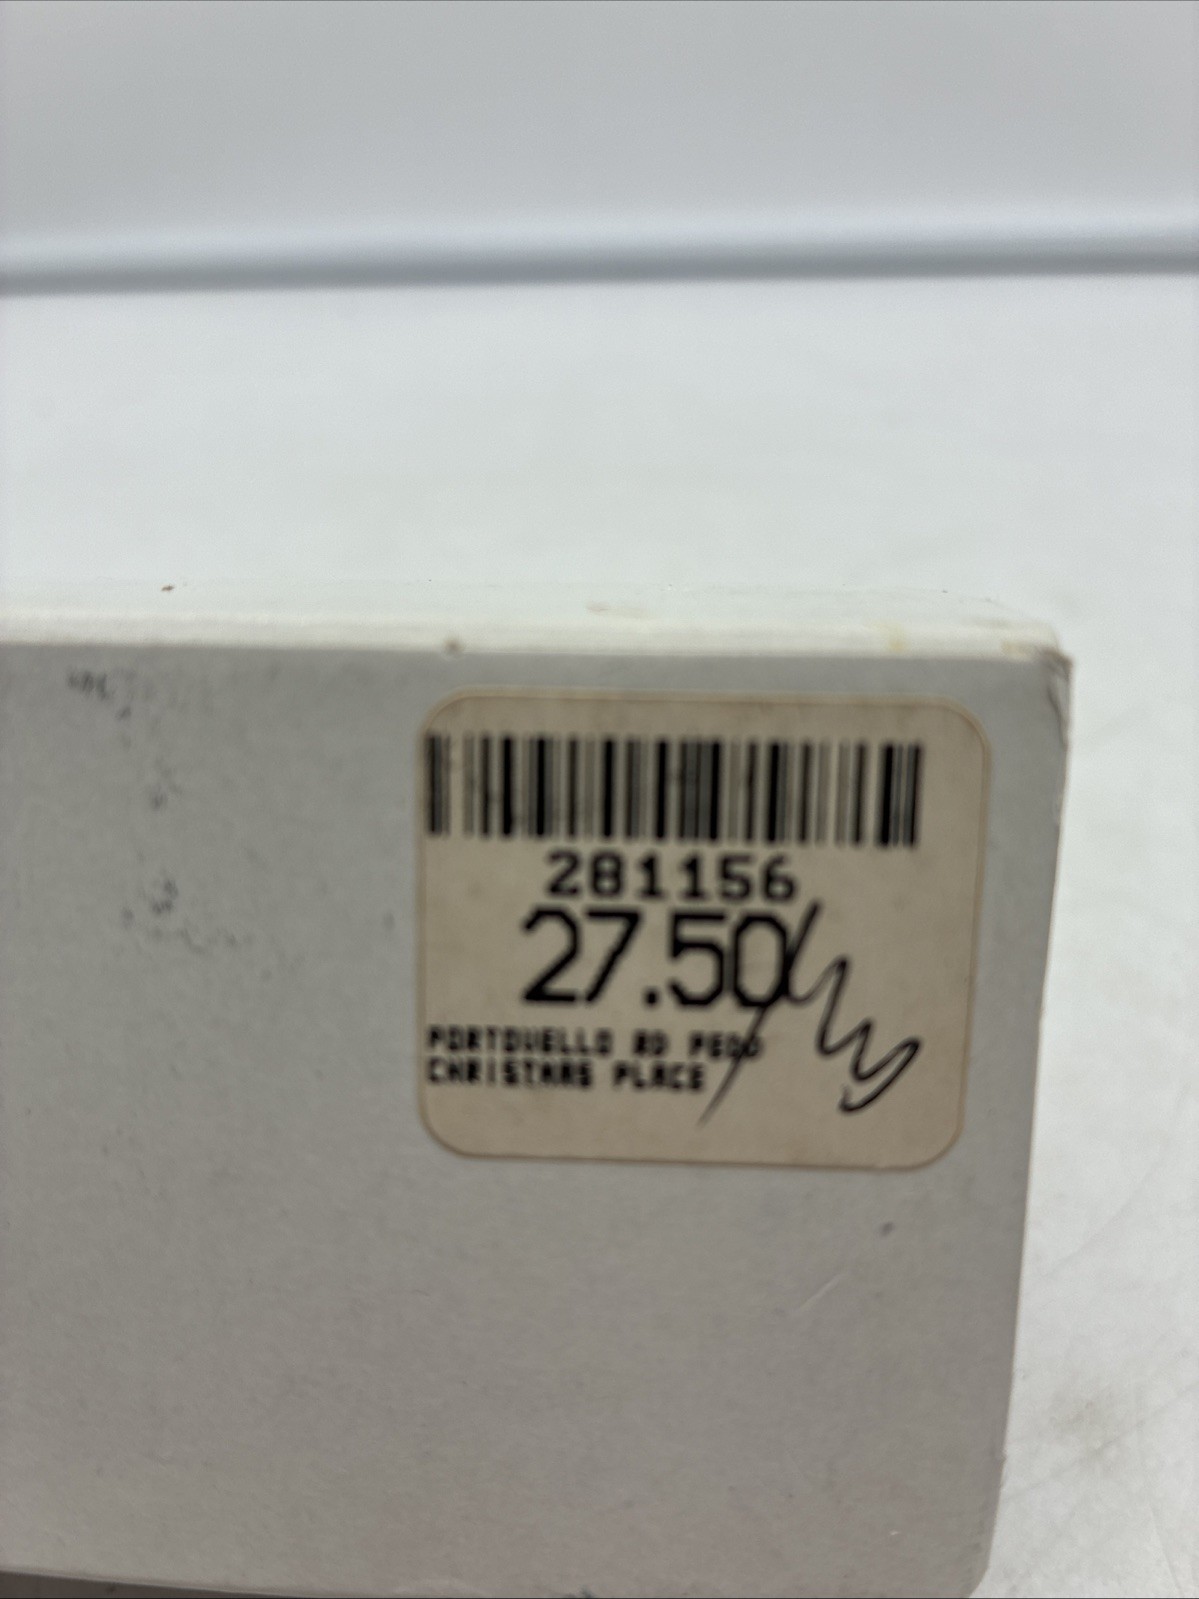 281156
27.50
PORTOVELLO RD PEDD
CHRISTMAS PLACE